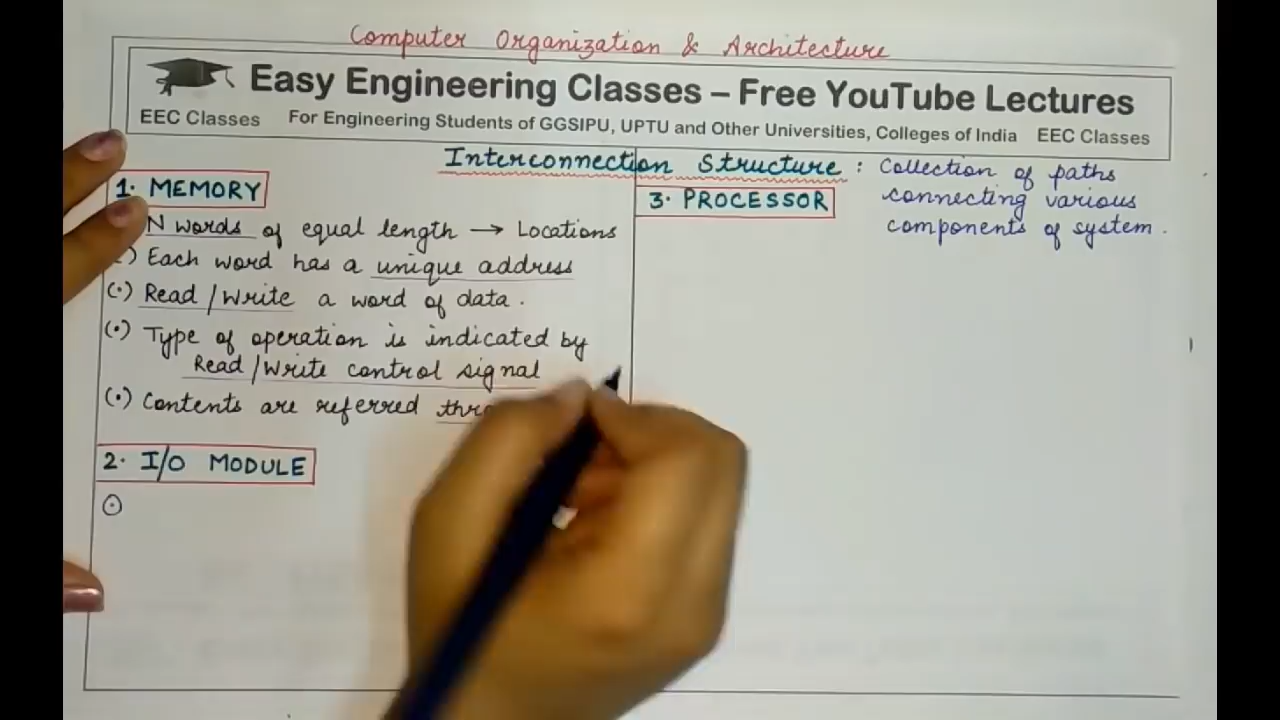 Computer Organization & Architecture
Easy Engineering Classes – Free YouTube Lectures
EEC Classes For Engineering Students of GGSIPU, UPTU and Other Universities, Colleges of India EEC Classes
Interconnection Structure : Collection of paths
connecting various
components of system.
1. MEMORY
N words of equal length → Locations
(.) Each word has a unique address
(.) Read/Write a word of data.
(.) Type of operation is indicated by
Read/Write control signal
(.) Contents are referred
2. I/O MODULE
3. PROCESSOR